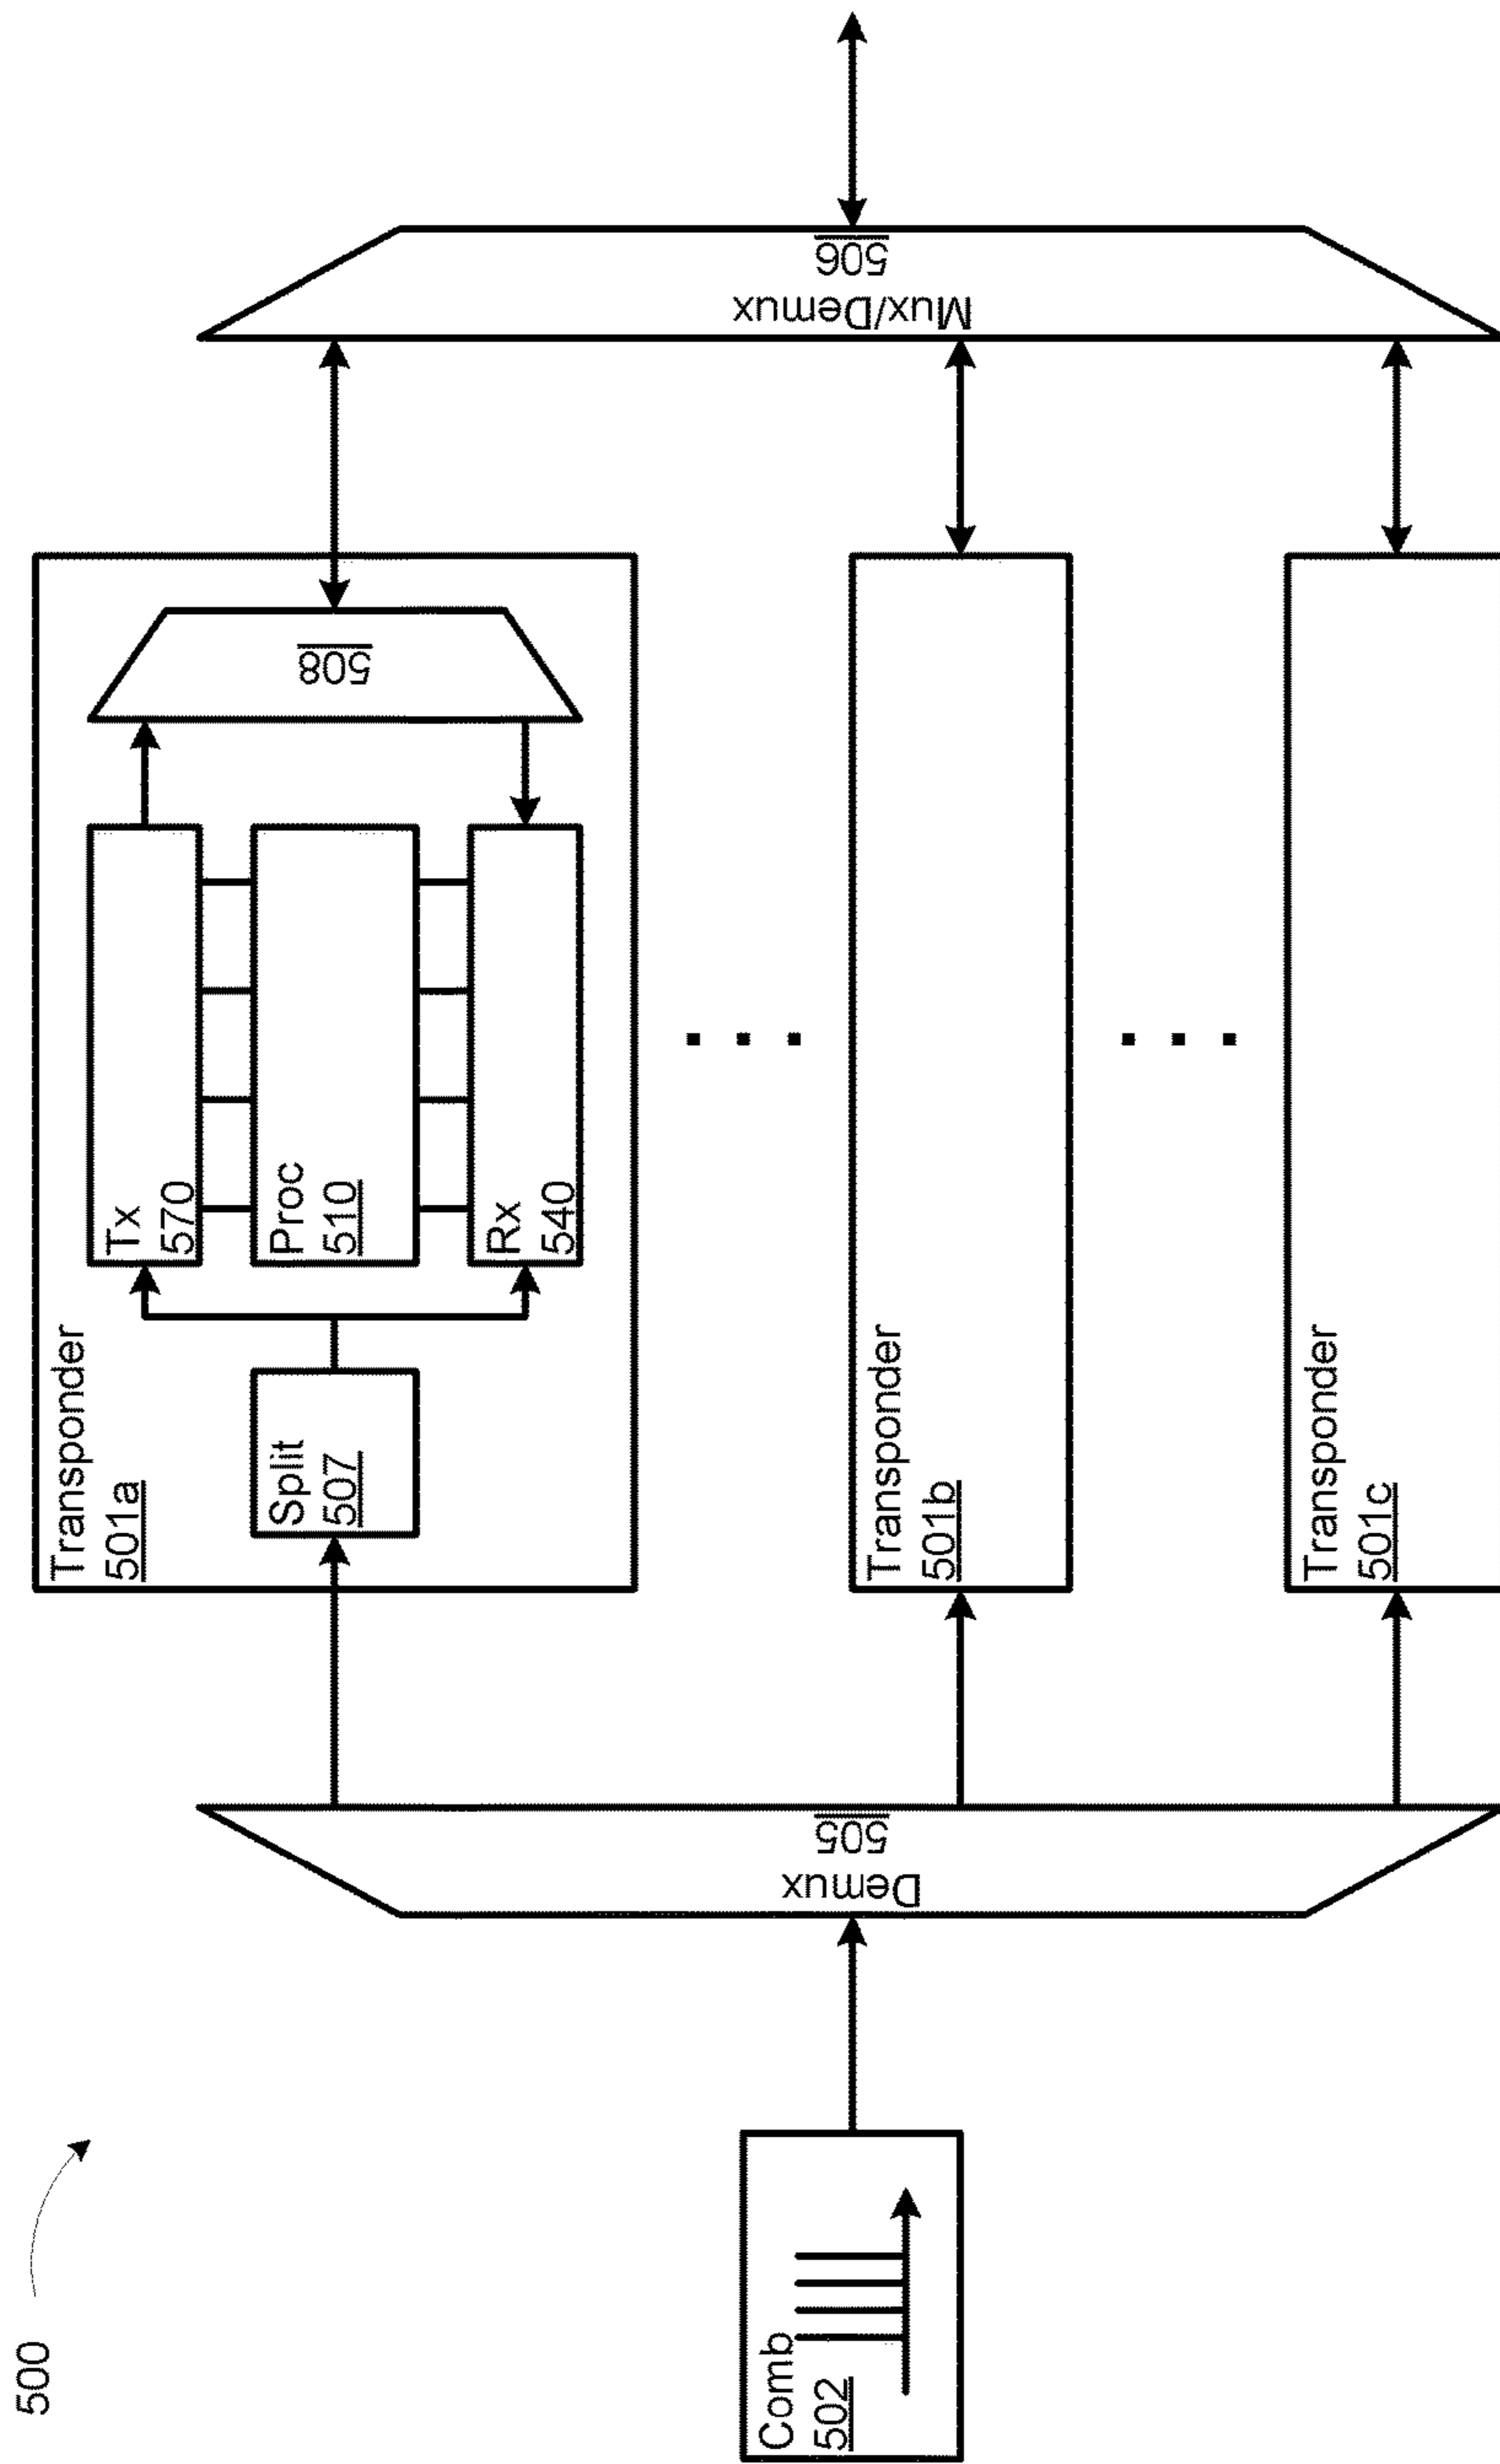 500
Comb
502
Demux
505
Transponder
501a
Split
507
Tx
570
Proc
510
Rx
540
508
Transponder
501b
Transponder
501c
Mux/Demux
506